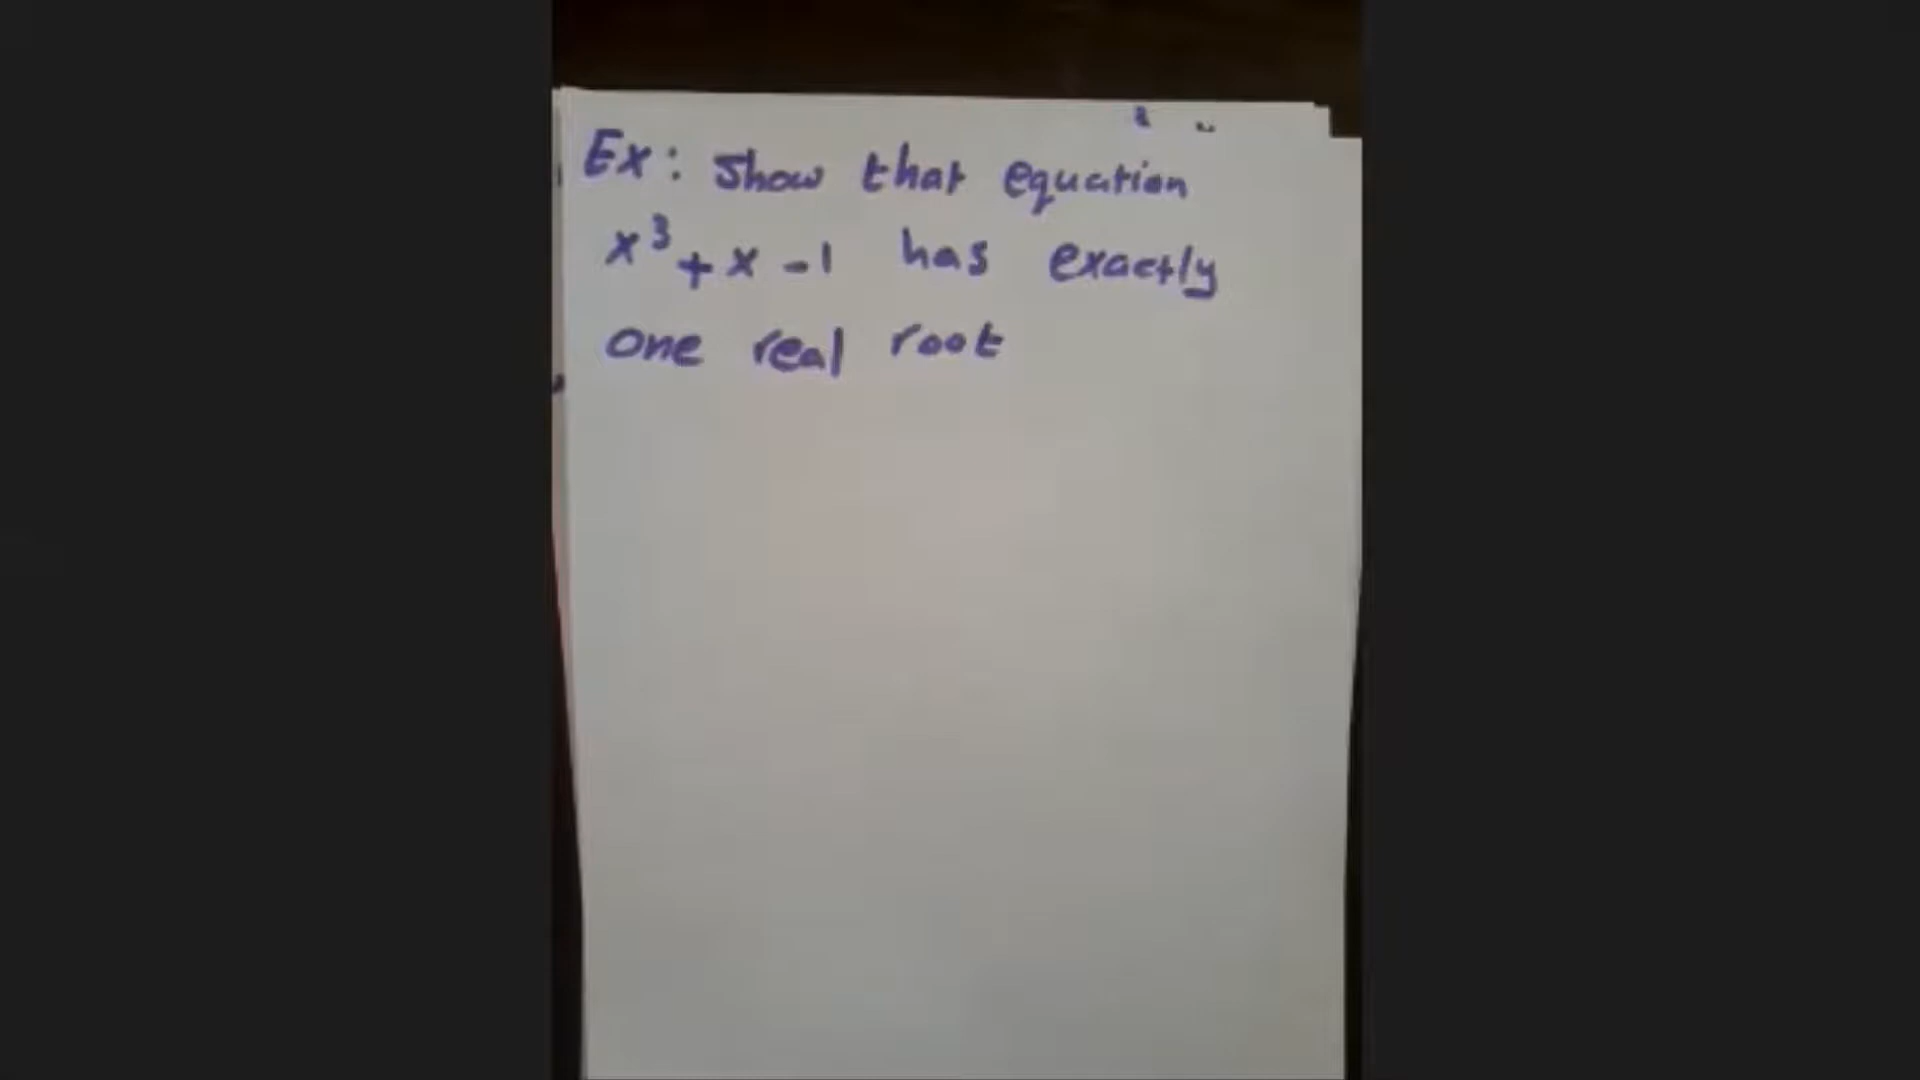 Ex: Show that equation
x³ + x - 1 has exactly
one real root